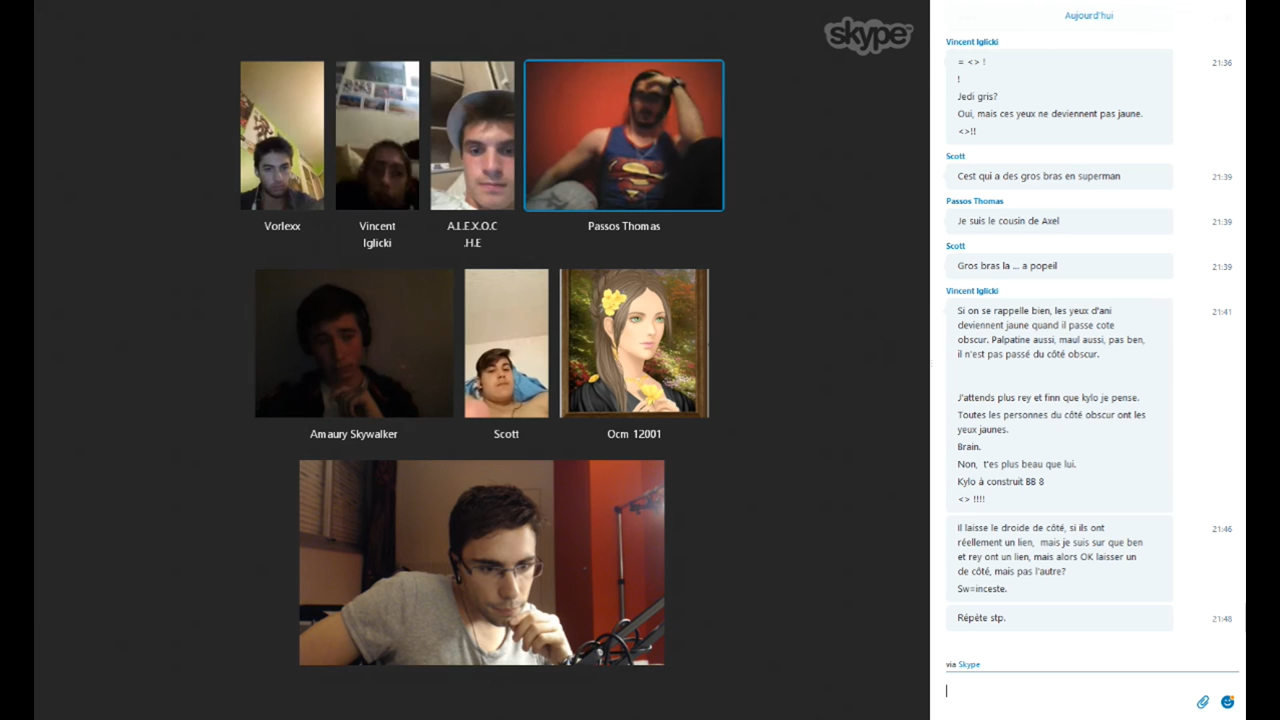 skype
Vorlexx
Vincent
Iglicki
A.L.E.X.O.C
.H.E
Passos Thomas
Amaury Skywalker
Scott
Ocm 12001
Aujourd'hui
Vincent Iglicki
= <> !
21:36
!
Jedi gris?
Oui, mais ces yeux ne deviennent pas jaune.
<>!!
Scott
Cest qui a des gros bras en superman
21:39
Passos Thomas
Je suis le cousin de Axel
21:39
Scott
Gros bras la ... a popeil
21:39
Vincent Iglicki
Si on se rappelle bien, les yeux d'ani
21:41
deviennent jaune quand il passe cote
obscur. Palpatine aussi, maul aussi, pas ben,
il n'est pas passé du côté obscur.
J'attends plus rey et finn que kylo je pense.
Toutes les personnes du côté obscur ont les
yeux jaunes.
Brain.
Non, t'es plus beau que lui.
Kylo à construit BB 8
<> !!!!
Il laisse le droide de côté, si ils ont
21:46
réellement un lien, mais je suis sur que ben
et rey ont un lien, mais alors OK laisser un
de côté, mais pas l'autre?
Sw=inceste.
Répète stp.
21:48
via Skype